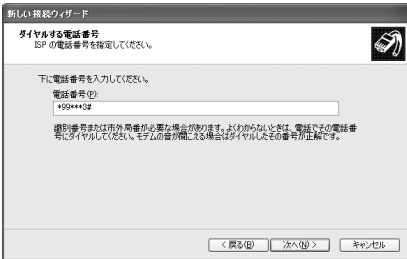 新しい接続ウィザード
ダイヤルする電話番号
ISP の電話番号を指定してください。
下に電話番号を入力してください。
電話番号(P):
*99***3#
識別番号または市外局番が必要な場合があります。よくわからないときは、電話でその電話番
号にダイヤルしてください。モデムの音が聞こえる場合はダイヤルしたその番号が正解です。
< 戻る(B)
次へ(N) >
キャンセル